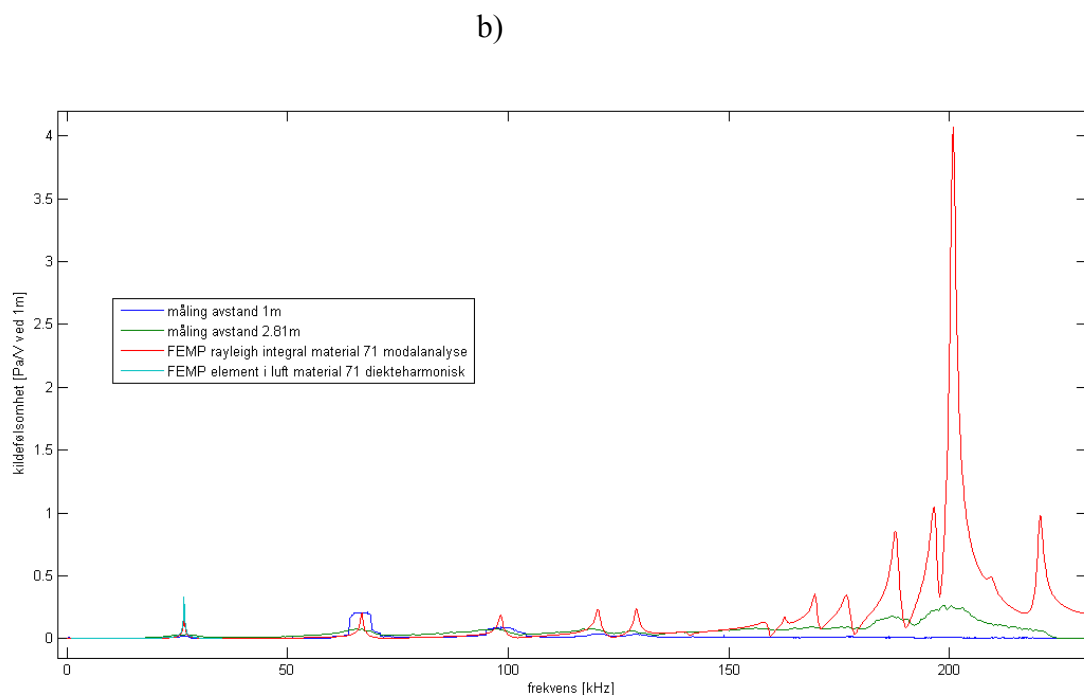 b)
4
3.5
3
2.5
2
1.5
1
0.5
0
kildefølsomhet [Pa/V ved 1m]
måling avstand 1m
måling avstand 2.81m
FEMP rayleigh integral material 71 modalanalyse
FEMP element i luft material 71 diekteharmonisk
0 50 100 150 200
frekvens [kHz]